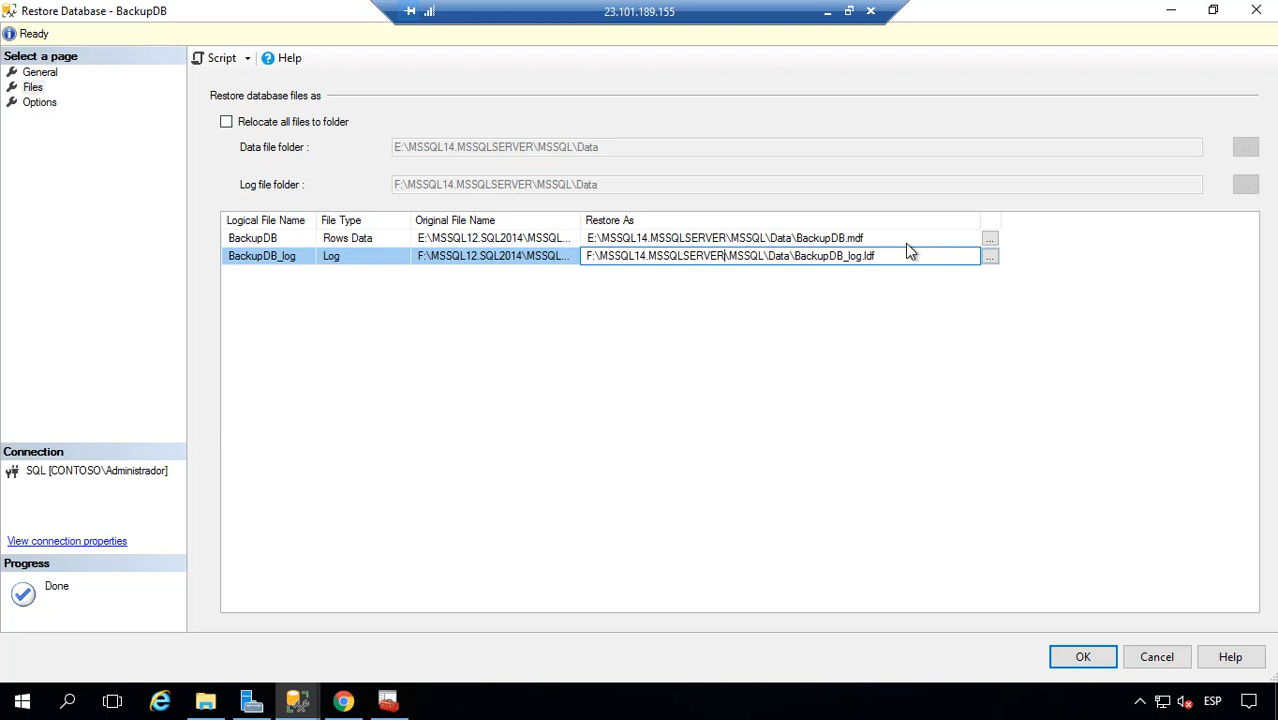 Restore Database - BackupDB
23.101.189.155
Ready
Select a page
General
Files
Options
Script
Help
Restore database files as
Relocate all files to folder
Data file folder :
E:\MSSQL14.MSSQLSERVER\MSSQL\Data
...
Log file folder :
F:\MSSQL14.MSSQLSERVER\MSSQL\Data
...
Logical File Name File Type Original File Name Restore As
BackupDB Rows Data E:\MSSQL12.SQL2014\MSSQL... E:\MSSQL14.MSSQLSERVER\MSSQL\Data\BackupDB.mdf ...
BackupDB_log Log F:\MSSQL12.SQL2014\MSSQL... F:\MSSQL14.MSSQLSERVER\MSSQL\Data\BackupDB_log.ldf ...
Connection
SQL [CONTOSO\Administrador]
View connection properties
Progress
Done
OK
Cancel
Help
ESP